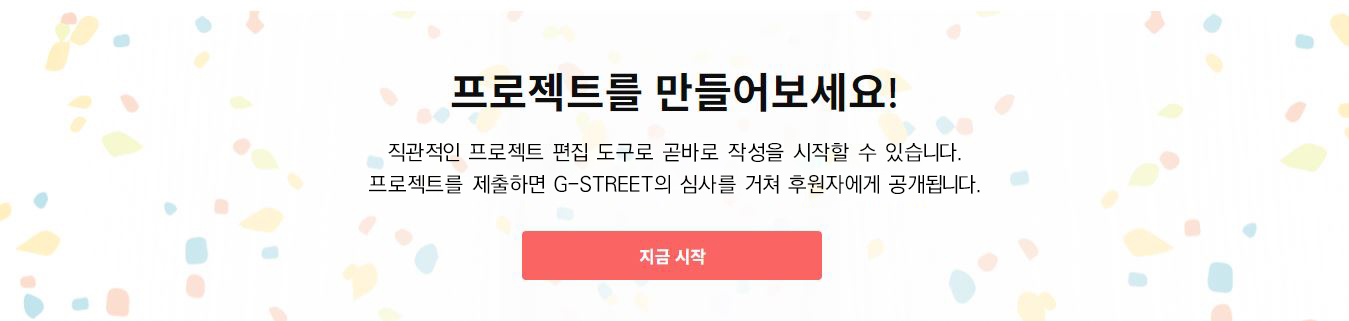 프로젝트를 만들어보세요!
직관적인 프로젝트 편집 도구로 곧바로 작성을 시작할 수 있습니다.
프로젝트를 제출하면 G-STREET의 심사를 거쳐 후원자에게 공개됩니다.
지금 시작